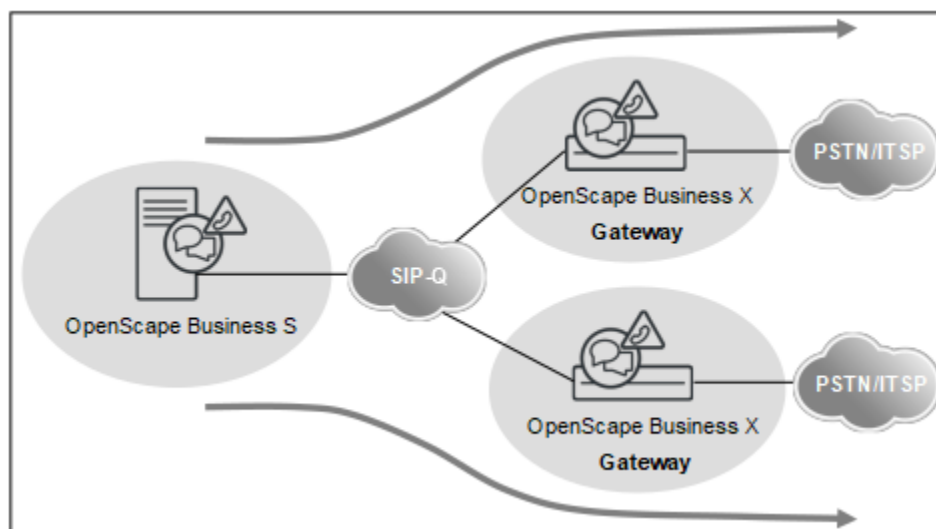 OpenScape Business X
Gateway
PSTN/ITSP
OpenScape Business S
SIP-Q
OpenScape Business X
Gateway
PSTN/ITSP